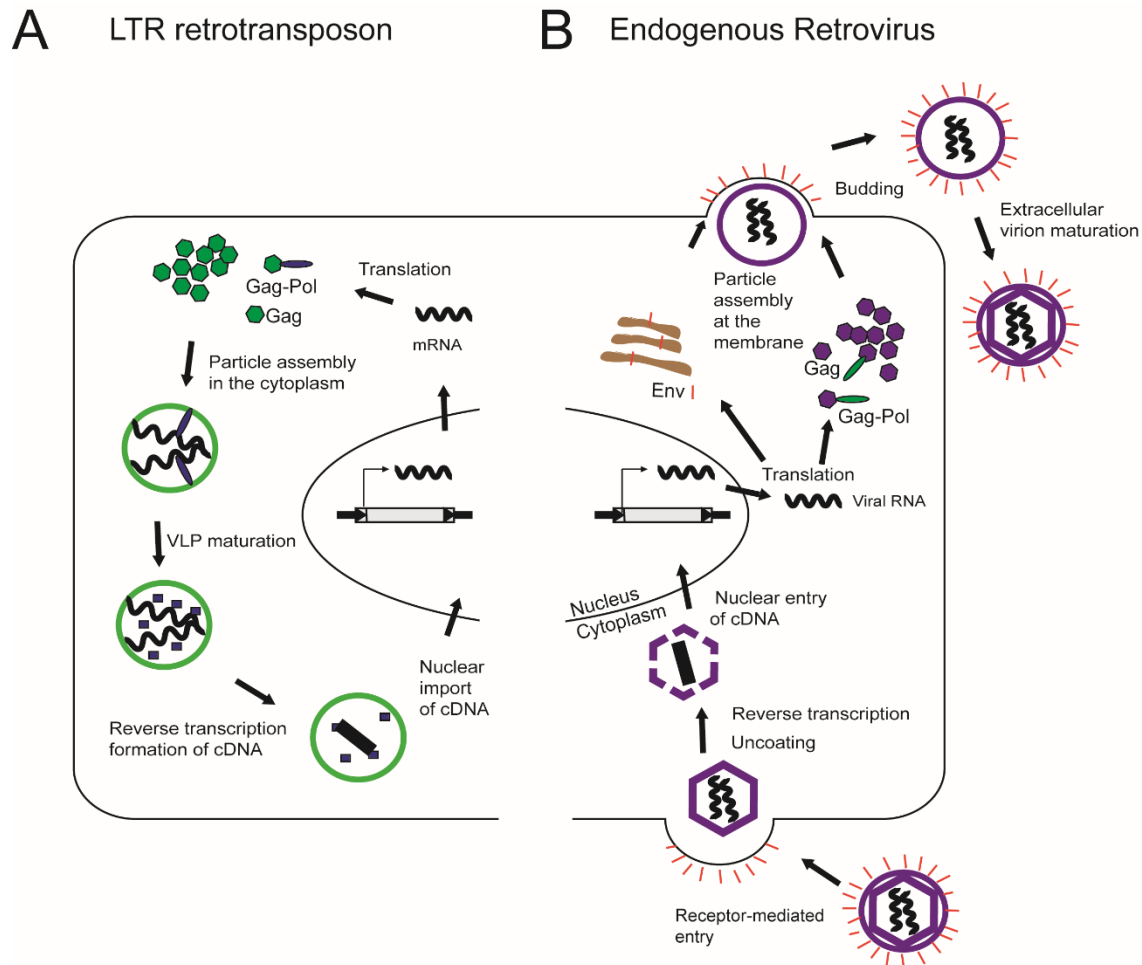 A
LTR retrotransposon
B
Endogenous Retrovirus
Budding
Extracellular
virion maturation
Translation
Gag-Pol
Gag
mRNA
Particle assembly
in the cytoplasm
VLP maturation
Reverse transcription
formation of cDNA
Nuclear
import
of cDNA
Particle
assembly
at the
membrane
Env
Gag
Gag-Pol
Translation
Viral RNA
Nucleus
Cytoplasm
Nuclear entry
of cDNA
Reverse transcription
Uncoating
Receptor-mediated
entry